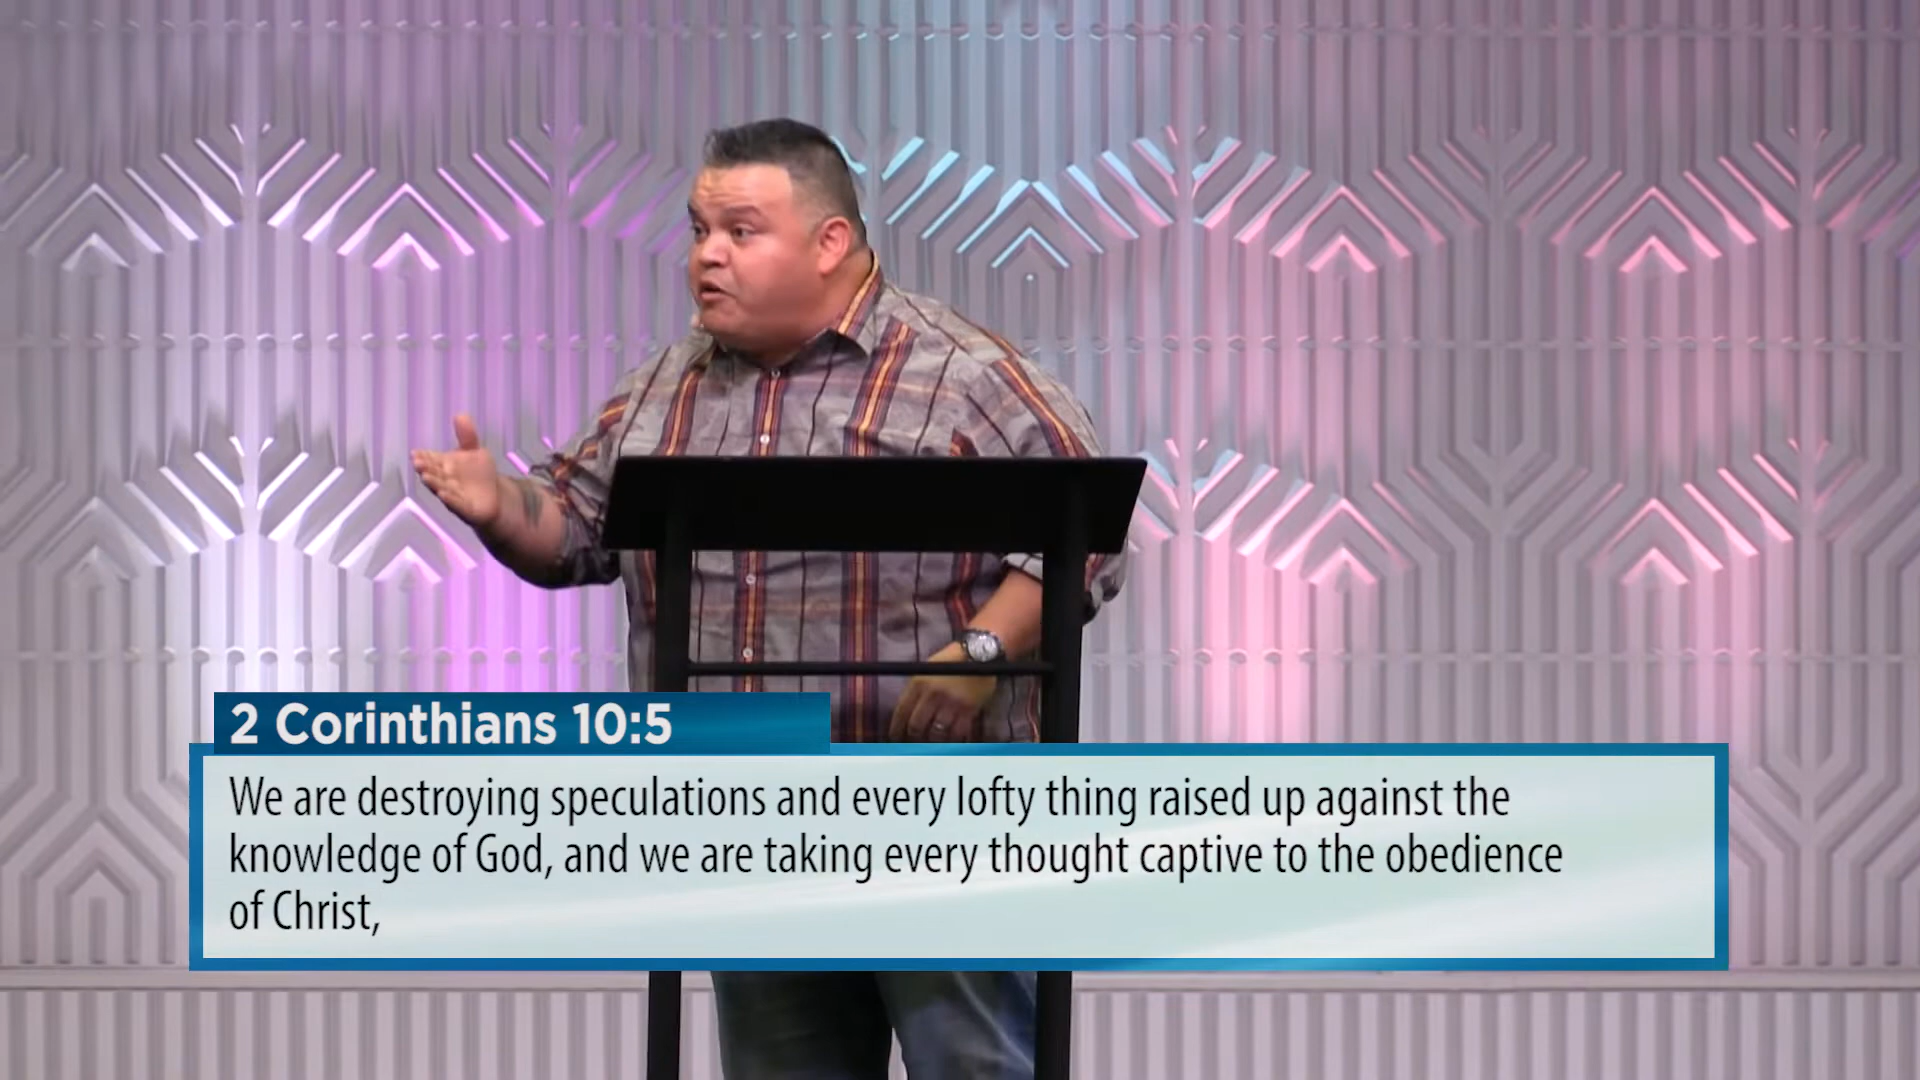 2 Corinthians 10:5
We are destroying speculations and every lofty thing raised up against the
knowledge of God, and we are taking every thought captive to the obedience
of Christ,